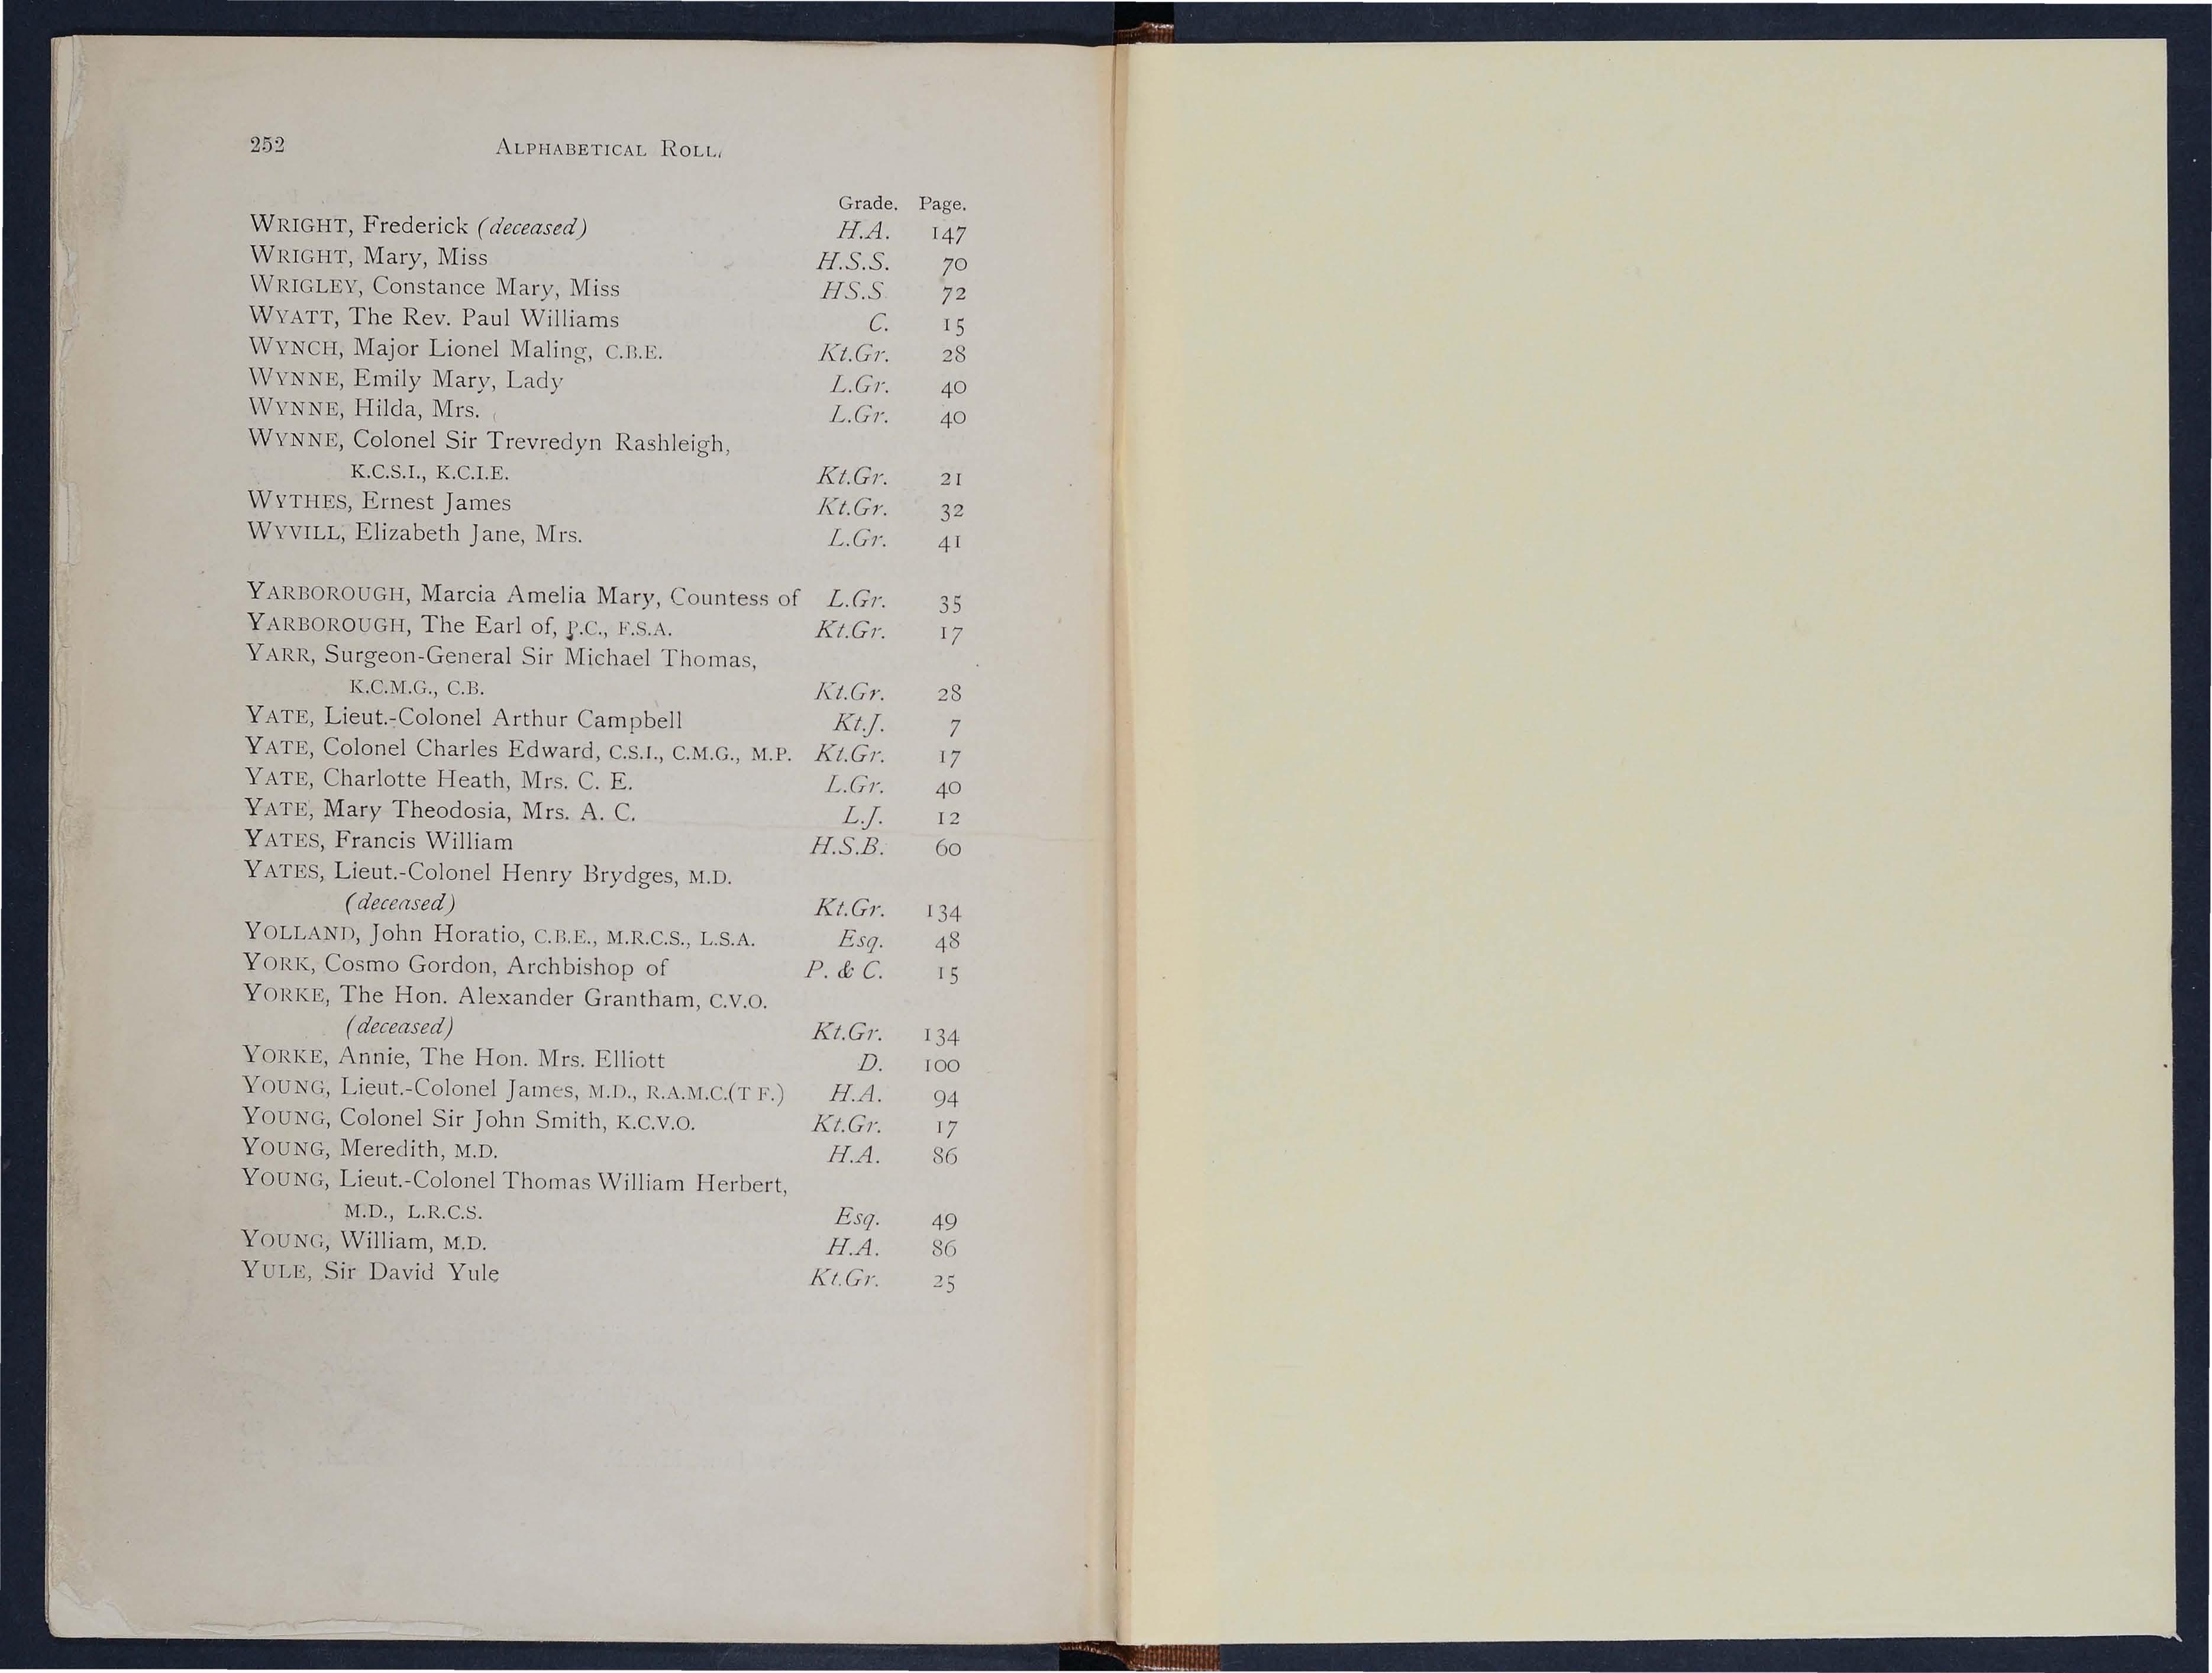 252 ALPHABETICAL ROLL.
Grade. Page.
WRIGHT, Frederick (deceased) H.A. 147
WRIGHT, Mary, Miss H.S.S. 70
WRIGLEY, Constance Mary, Miss HS.S. 72
WYATT, The Rev. Paul Williams C. 15
WYNCH, Major Lionel Maling, C.B.E. Kt.Gr. 28
WYNNE, Emily Mary, Lady L.Gr. 40
WYNNE, Hilda, Mrs. L.Gr. 40
WYNNE, Colonel Sir Trevredyn Rashleigh,
K.C.S.I., K.C.I.E. Kt.Gr. 21
WYTHES, Ernest James Kt.Gr. 32
WYVILL, Elizabeth Jane, Mrs. L.Gr. 41
YARBOROUGH, Marcia Amelia Mary, Countess of L.Gr. 35
YARBOROUGH, The Earl of, P.C., F.S.A. Kt.Gr. 17
YARR, Surgeon-General Sir Michael Thomas,
K.C.M.G., C.B. Kt.Gr. 28
YATE, Lieut.-Colonel Arthur Campbell Kt.J. 7
YATE, Colonel Charles Edward, C.S.I., C.M.G., M.P. Kt.Gr. 17
YATE, Charlotte Heath, Mrs. C. E. L.Gr. 40
YATE, Mary Theodosia, Mrs. A. C. L.J. 12
YATES, Francis William H.S.B. 60
YATES, Lieut.-Colonel Henry Brydges, M.D.
(deceased) Kt.Gr. 134
YOLLAND, John Horatio, C.B.E., M.R.C.S., L.S.A. Esq. 48
YORK, Cosmo Gordon, Archbishop of P. & C. 15
YORKE, The Hon. Alexander Grantham, C.V.O.
(deceased) Kt.Gr. 134
YORKE, Annie, The Hon. Mrs. Elliott D. 100
YOUNG, Lieut.-Colonel James, M.D., R.A.M.C.(T F.) H.A. 94
YOUNG, Colonel Sir John Smith, K.C.V.O. Kt.Gr. 17
YOUNG, Meredith, M.D. H.A. 86
YOUNG, Lieut.-Colonel Thomas William Herbert,
M.D., L.R.C.S. Esq. 49
YOUNG, William, M.D. H.A. 86
YULE, Sir David Yule Kt.Gr. 25